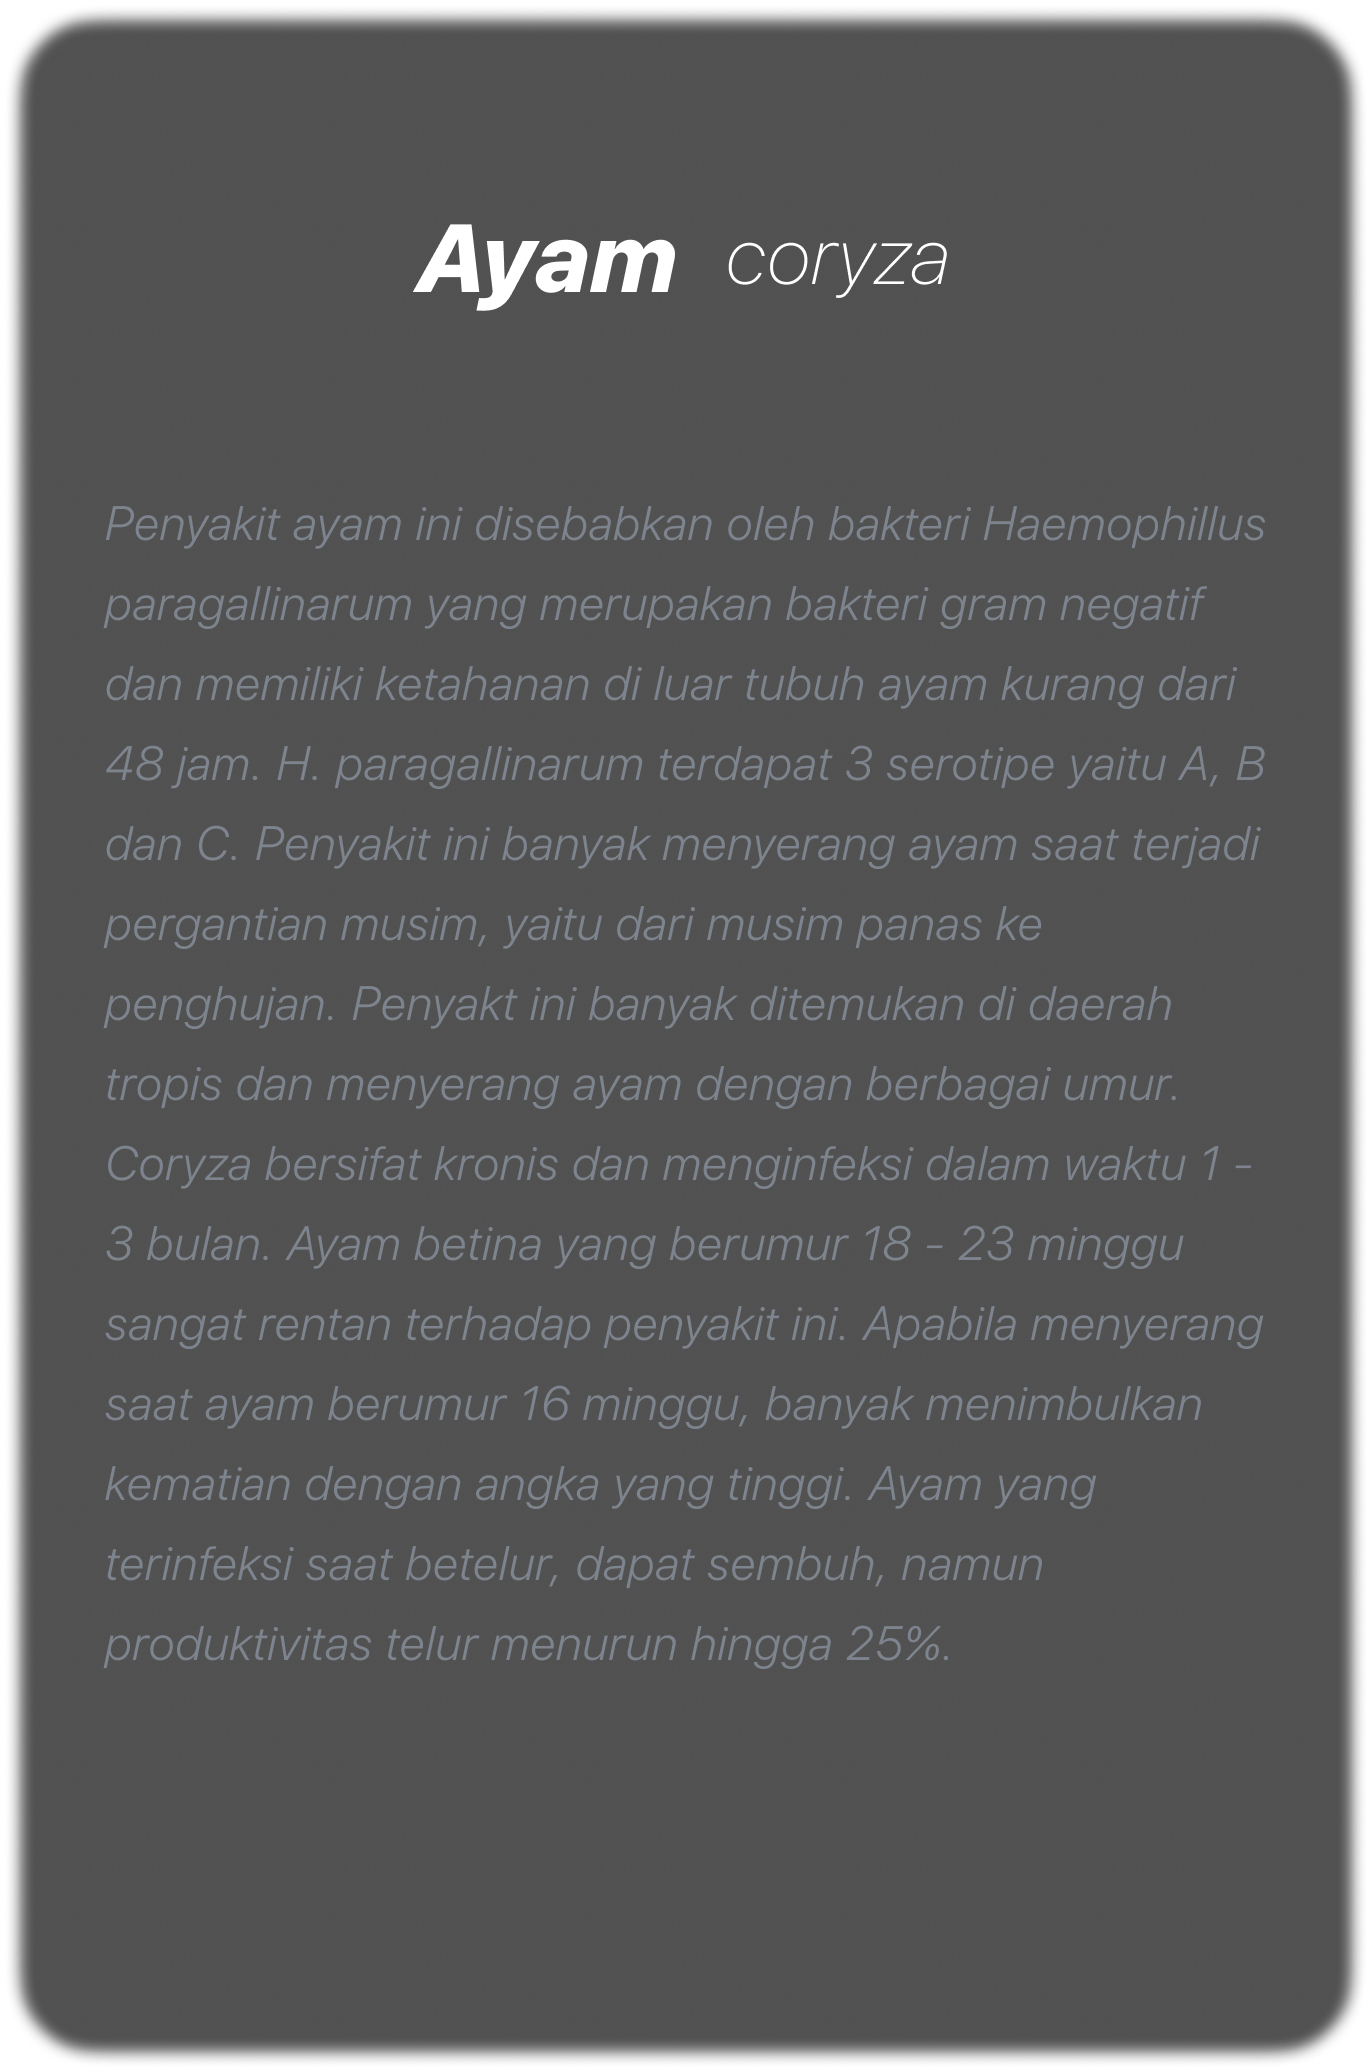 Ayam coryza
Penyakit ayam ini disebabkan oleh bakteri Haemophillus
paragallinarum yang merupakan bakteri gram negatif
dan memiliki ketahanan di luar tubuh ayam kurang dari
48 jam. H. paragallinarum terdapat 3 serotipe yaitu A, B
dan C. Penyakit ini banyak menyerang ayam saat terjadi
pergantian musim, yaitu dari musim panas ke
penghujan. Penyakt ini banyak ditemukan di daerah
tropis dan menyerang ayam dengan berbagai umur.
Coryza bersifat kronis dan menginfeksi dalam waktu 1 -
3 bulan. Ayam betina yang berumur 18 - 23 minggu
sangat rentan terhadap penyakit ini. Apabila menyerang
saat ayam berumur 16 minggu, banyak menimbulkan
kematian dengan angka yang tinggi. Ayam yang
terinfeksi saat betelur, dapat sembuh, namun
produktivitas telur menurun hingga 25%.